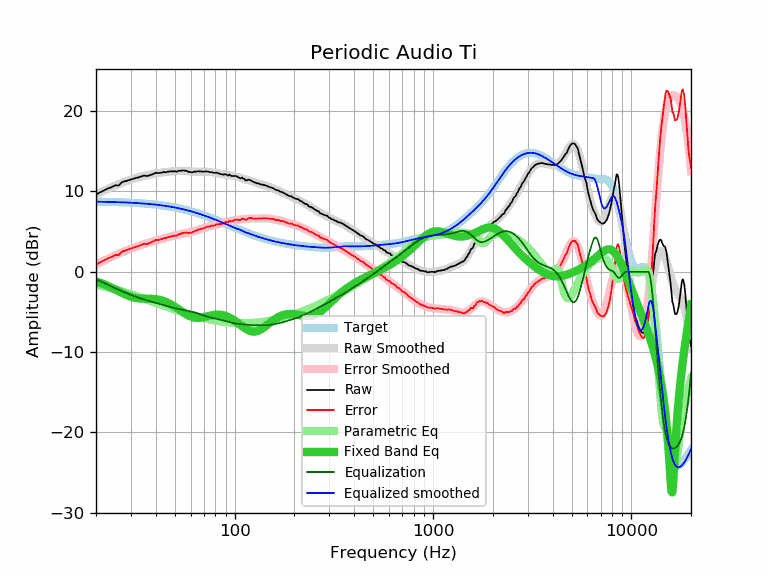 Periodic Audio Ti
Amplitude (dBr)
20
10
0
−10
−20
−30
Target
Raw Smoothed
Error Smoothed
Raw
Error
Parametric Eq
Fixed Band Eq
Equalization
Equalized smoothed
100 1000 10000
Frequency (Hz)